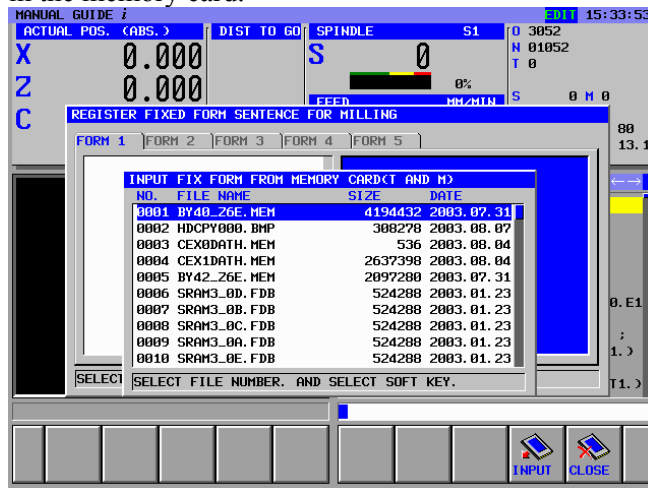 in the memory card.
MANUAL GUIDE i EDIT 15:33:53
ACTUAL POS. (ABS.) DIST TO GO SPINDLE S1 O 3052
X 0.000 S 0 N 01052
T 0
Z 0.000 0% S 0 M 0
FEED MM/MIN
C
REGISTER FIXED FORM SENTENCE FOR MILLING
80
FORM 1 FORM 2 FORM 3 FORM 4 FORM 5 13.1
INPUT FIX FORM FROM MEMORY CARD(T AND M) ←→
NO. FILE NAME SIZE DATE
0001 BY40_Z6E.MEM 4194432 2003.07.31
0002 HDCPY000.BMP 308278 2003.08.07
0003 CEX0DATH.MEM 536 2003.08.04
0004 CEX1DATH.MEM 2637398 2003.08.04
0005 BY42_Z6E.MEM 2097280 2003.07.31
0006 SRAM3_0D.FDB 524288 2003.01.23
0007 SRAM3_0B.FDB 524288 2003.01.23 0.E1
0008 SRAM3_0C.FDB 524288 2003.01.23
0009 SRAM3_0A.FDB 524288 2003.01.23 ;
0010 SRAM3_0E.FDB 524288 2003.01.23 1.)
SELECT
SELECT FILE NUMBER. AND SELECT SOFT KEY. T1.)
INPUT CLOSE